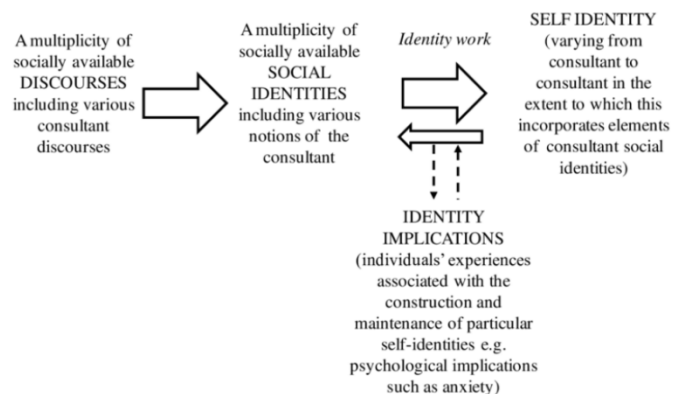 A multiplicity of
socially available
DISCOURSES
including various
consultant
discourses
A multiplicity of
socially available
SOCIAL
IDENTITIES
including various
notions of the
consultant
Identity work
SELF IDENTITY
(varying from
consultant to
consultant in the
extent to which this
incorporates elements
of consultant social
identities)
IDENTITY
IMPLICATIONS
(individuals' experiences
associated with the
construction and
maintenance of particular
self-identities e.g.
psychological implications
such as anxiety)